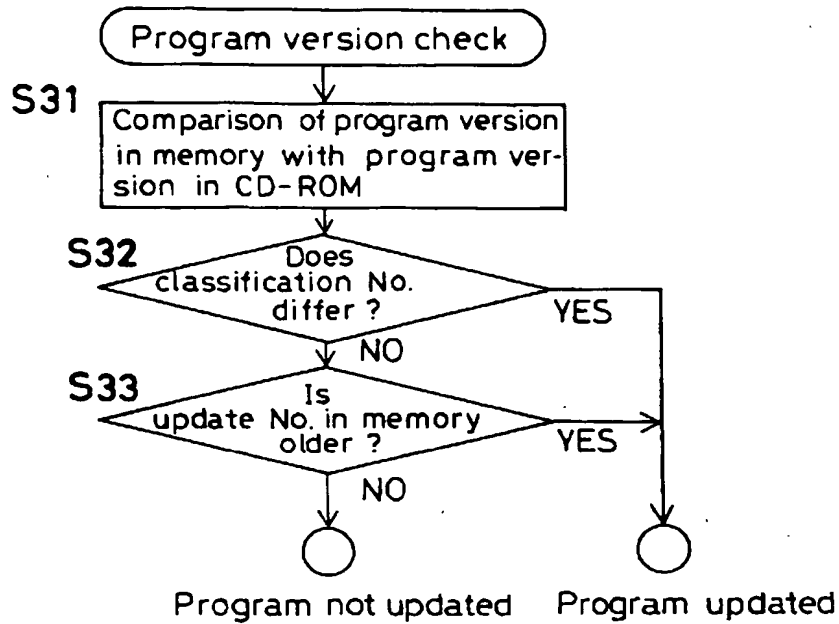 Program version check
S31
Comparison of program version
in memory with program ver-
sion in CD-ROM
S32
Does
classification No.
differ ?
YES
NO
S33
Is
update No. in memory
older ?
YES
NO
Program not updated
Program updated